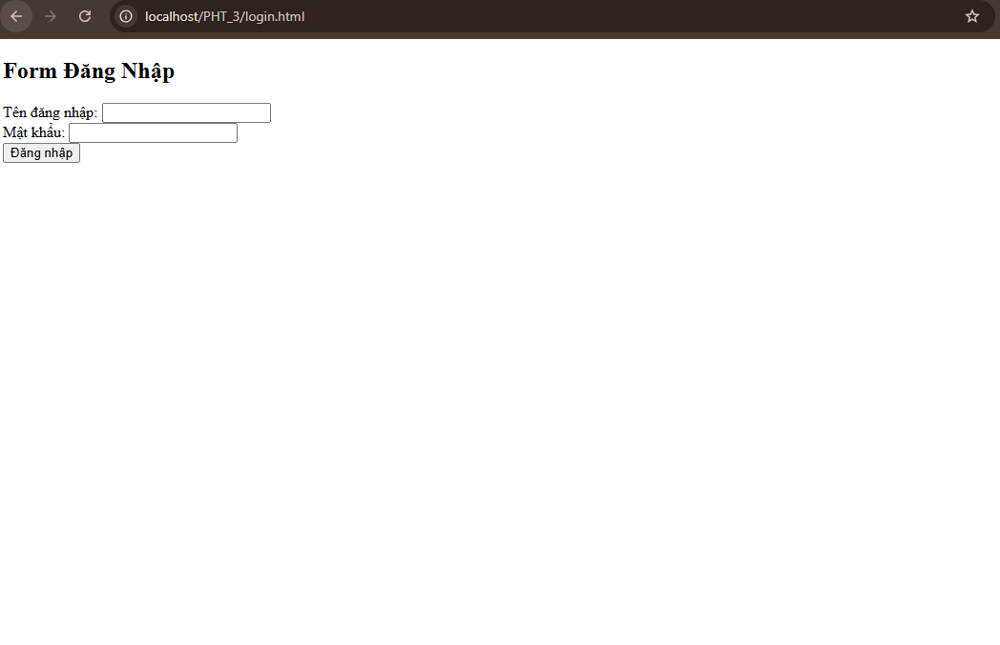 localhost/PHT_3/login.html
Form Đăng Nhập
Tên đăng nhập:
Mật khẩu:
Đăng nhập